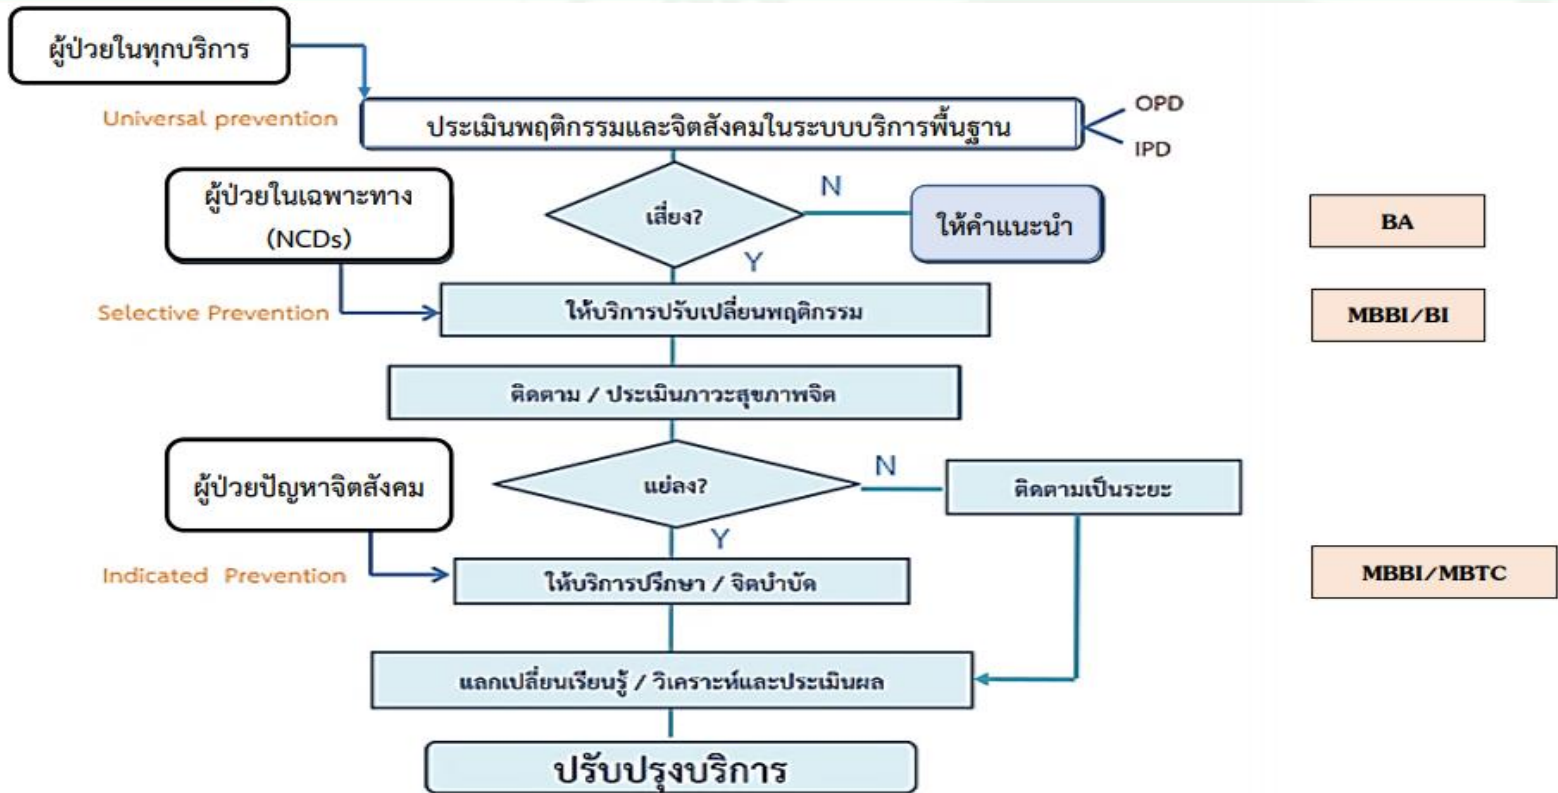 ผู้ป่วยในทุกบริการ
Universal prevention
ประเมินพฤติกรรมและจิตสังคมในระบบบริการพื้นฐาน
OPD
IPD
ผู้ป่วยในเฉพาะทาง
(NCDs)
เสี่ยง?
N
ให้คำแนะนำ
BA
Y
Selective Prevention
ให้บริการปรับเปลี่ยนพฤติกรรม
MBBI/BI
ติดตาม / ประเมินภาวะสุขภาพจิต
ผู้ป่วยปัญหาจิตสังคม
แย่ลง?
N
ติดตามเป็นระยะ
Y
Indicated Prevention
ให้บริการปรึกษา / จิตบำบัด
MBBI/MBTC
แลกเปลี่ยนเรียนรู้ / วิเคราะห์และประเมินผล
ปรับปรุงบริการ